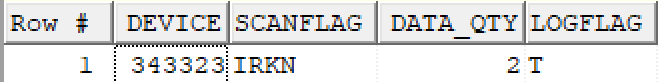 Row # DEVICE SCANFLAG DATA_QTY LOGFLAG
1 343323 IRKN 2 T